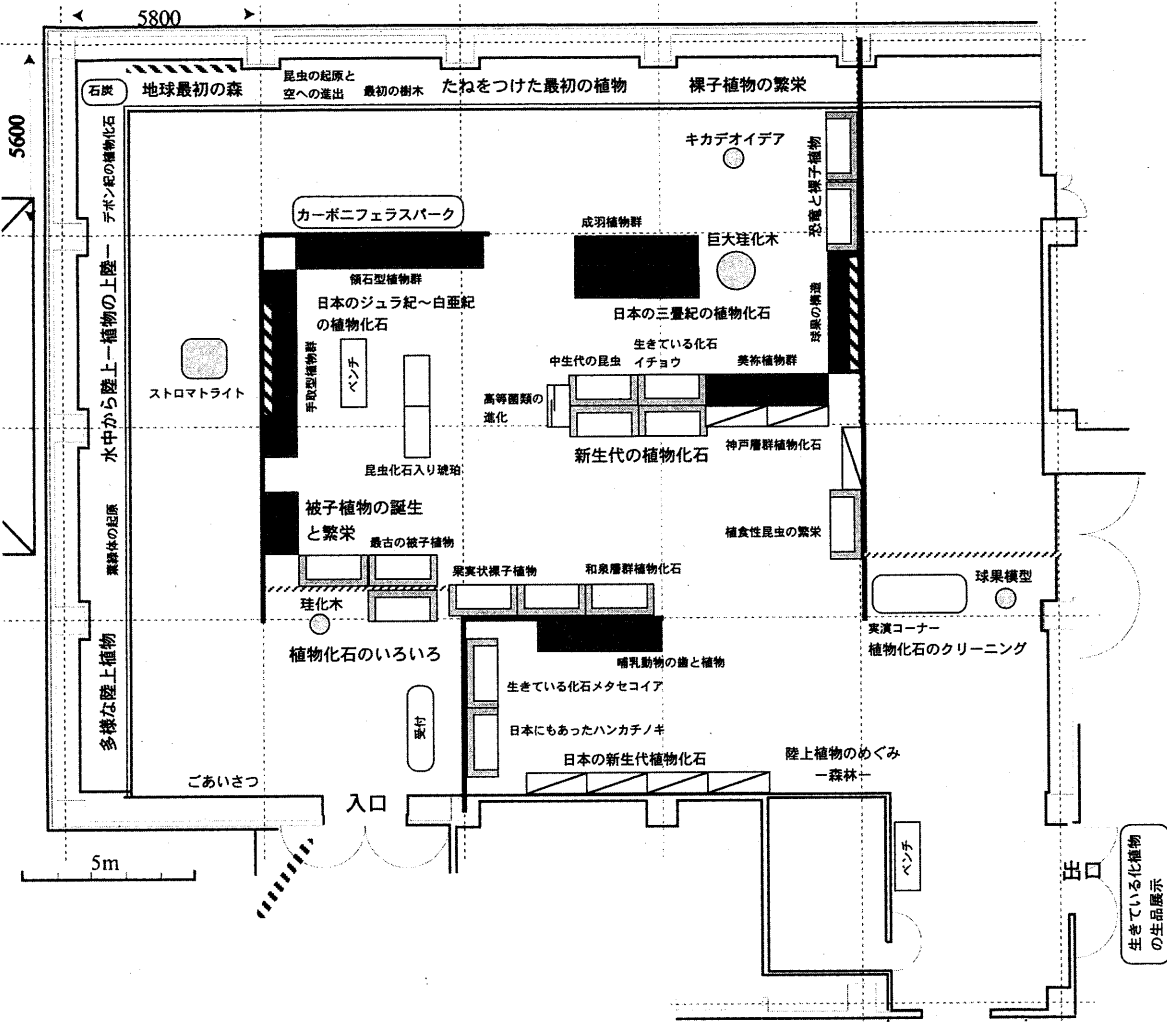 5800
5600
石炭
地球最初の森
昆虫の起原と
空への進出
最初の樹木
たねをつけた最初の植物
裸子植物の繁栄
デボン紀の植物化石
水中から陸上ー植物の上陸ー
葉緑体の起原
多様な陸上植物
キカデオイデア
恐竜と裸子植物
カーボニフェラスパーク
成羽植物群
巨大珪化木
領石型植物群
日本のジュラ紀～白亜紀
の植物化石
日本の三畳紀の植物化石
球果の構造
手取型植物群
ベンチ
ストロマトライト
中生代の昆虫
生きている化石
イチョウ
美祢植物群
高等菌類の
進化
昆虫化石入り琥珀
新生代の植物化石
神戸層群植物化石
被子植物の誕生
と繁栄
最古の被子植物
植食性昆虫の繁栄
果実状裸子植物
和泉層群植物化石
珪化木
球果模型
実演コーナー
植物化石のクリーニング
植物化石のいろいろ
哺乳動物の歯と植物
生きている化石メタセコイア
受付
日本にもあったハンカチノキ
日本の新生代植物化石
陸上植物のめぐみ
ー森林ー
ごあいさつ
入口
5m
ベンチ
出口
生きている化植物
の生品展示